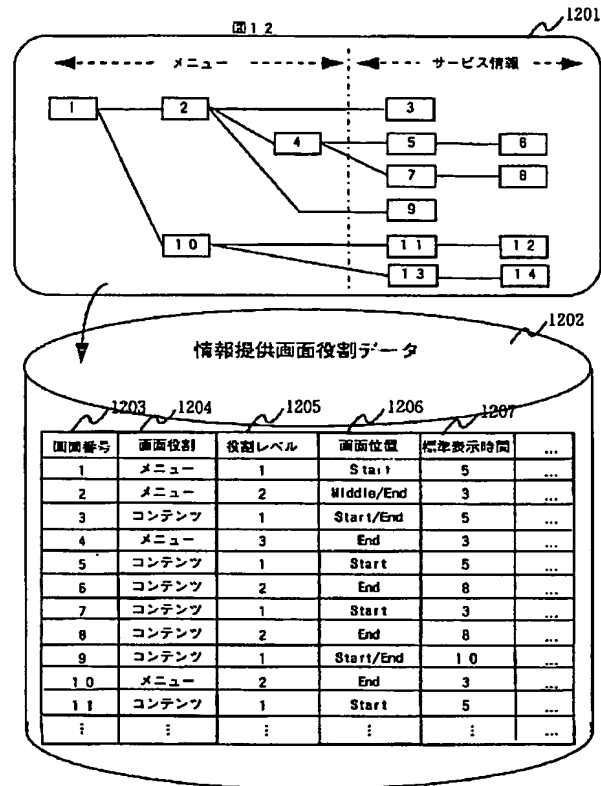 図12
1201
メニュー サービス情報
1 2 3
4 5 6
7 8
9
10 11 12
13 14
1202
情報提供画面役割データ
1203 1204 1205 1206 1207
画面番号 画面役割 役割レベル 画面位置 標準表示時間 ...
1 メニュー 1 Start 5 ...
2 メニュー 2 Middle/End 3 ...
3 コンテンツ 1 Start/End 5 ...
4 メニュー 3 End 3 ...
5 コンテンツ 1 Start 5 ...
6 コンテンツ 2 End 8 ...
7 コンテンツ 1 Start 3 ...
8 コンテンツ 2 End 8 ...
9 コンテンツ 1 Start/End 10 ...
10 メニュー 2 End 3 ...
11 コンテンツ 1 Start 5 ...
⋮ ⋮ ⋮ ⋮ ⋮ ...